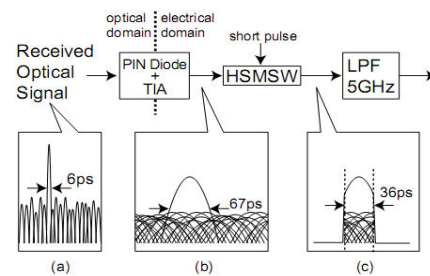 optical domain
electrical domain
Received Optical Signal
PIN Diode + TIA
short pulse
HSMSW
LPF 5GHz
6ps
67ps
36ps
(a)
(b)
(c)